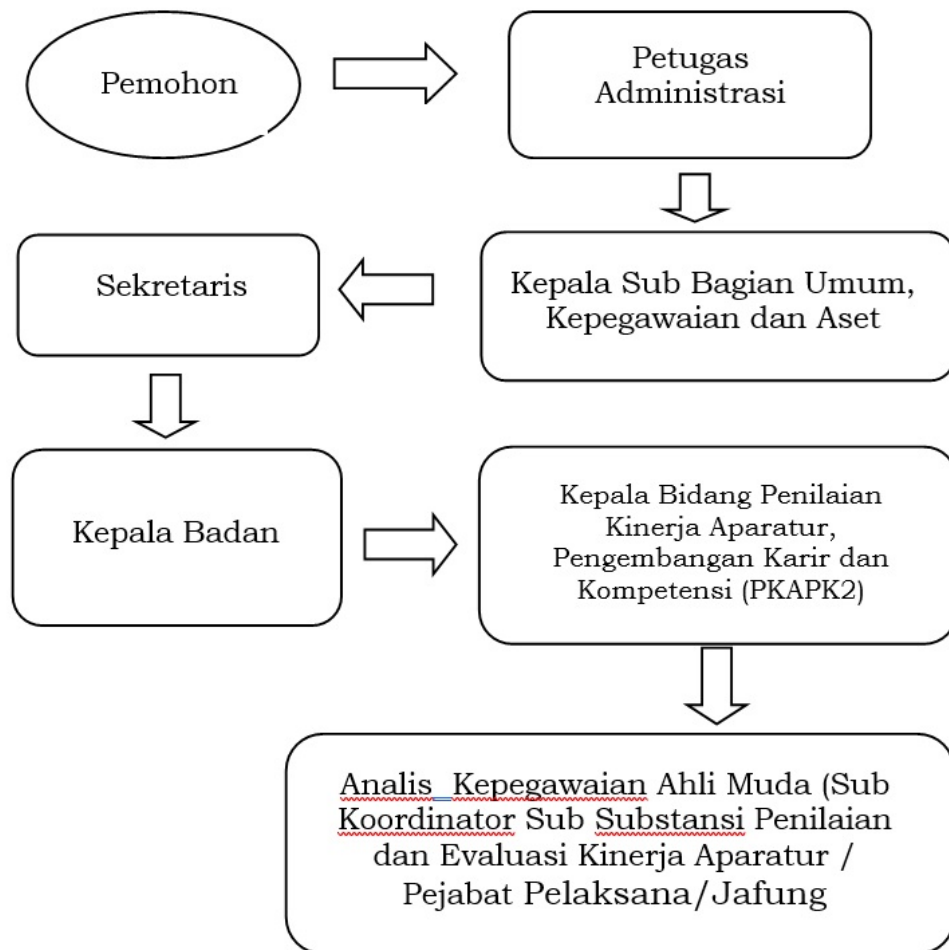 Pemohon
Petugas
Administrasi
Kepala Sub Bagian Umum,
Kepegawaian dan Aset
Sekretaris
Kepala Badan
Kepala Bidang Penilaian
Kinerja Aparatur,
Pengembangan Karir dan
Kompetensi (PKAPK2)
Analis Kepegawaian Ahli Muda (Sub
Koordinator Sub Substansi Penilaian
dan Evaluasi Kinerja Aparatur /
Pejabat Pelaksana/Jafung